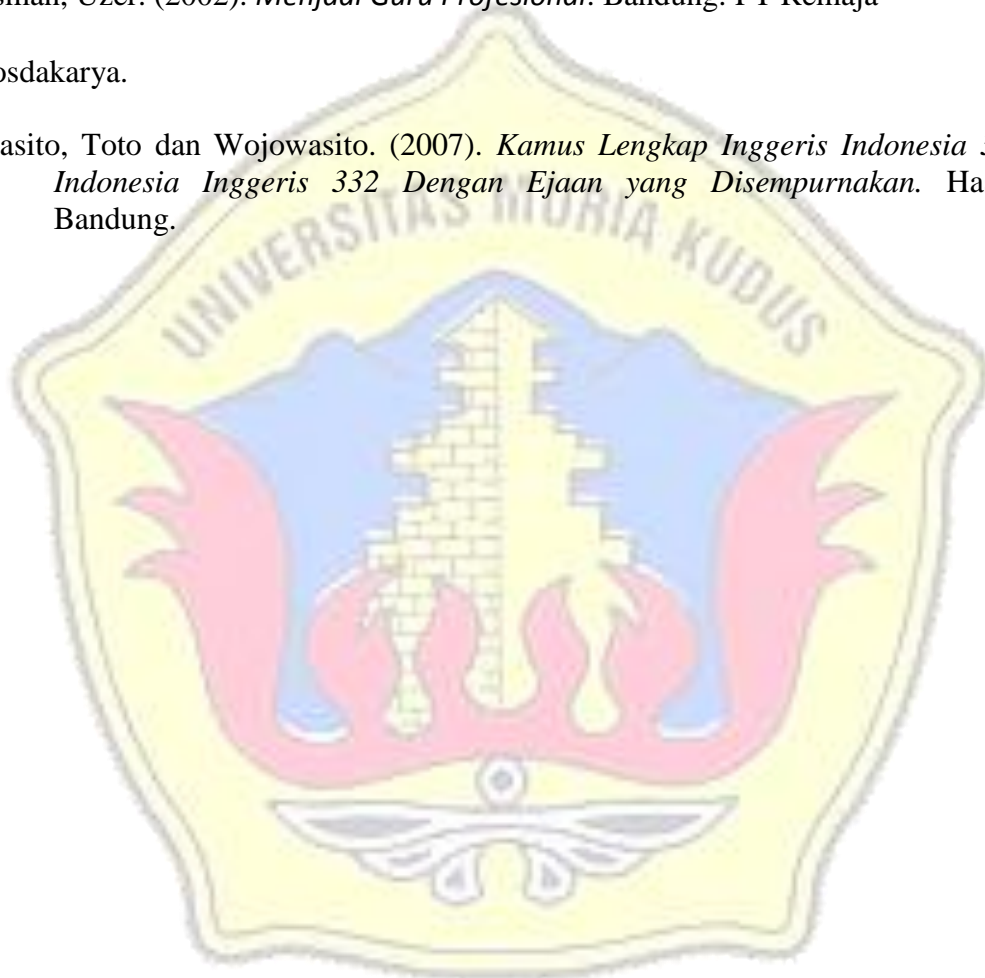 sman, Uzer. (2002). Menjadi Guru Profesional. Bandung: PT Remaja
osdakarya.
asito, Toto dan Wojowasito. (2007). Kamus Lengkap Inggeris Indonesia
Indonesia Inggeris 332 Dengan Ejaan yang Disempurnakan. Ha
Bandung.
UNIVERSITAS MURIA KUDUS